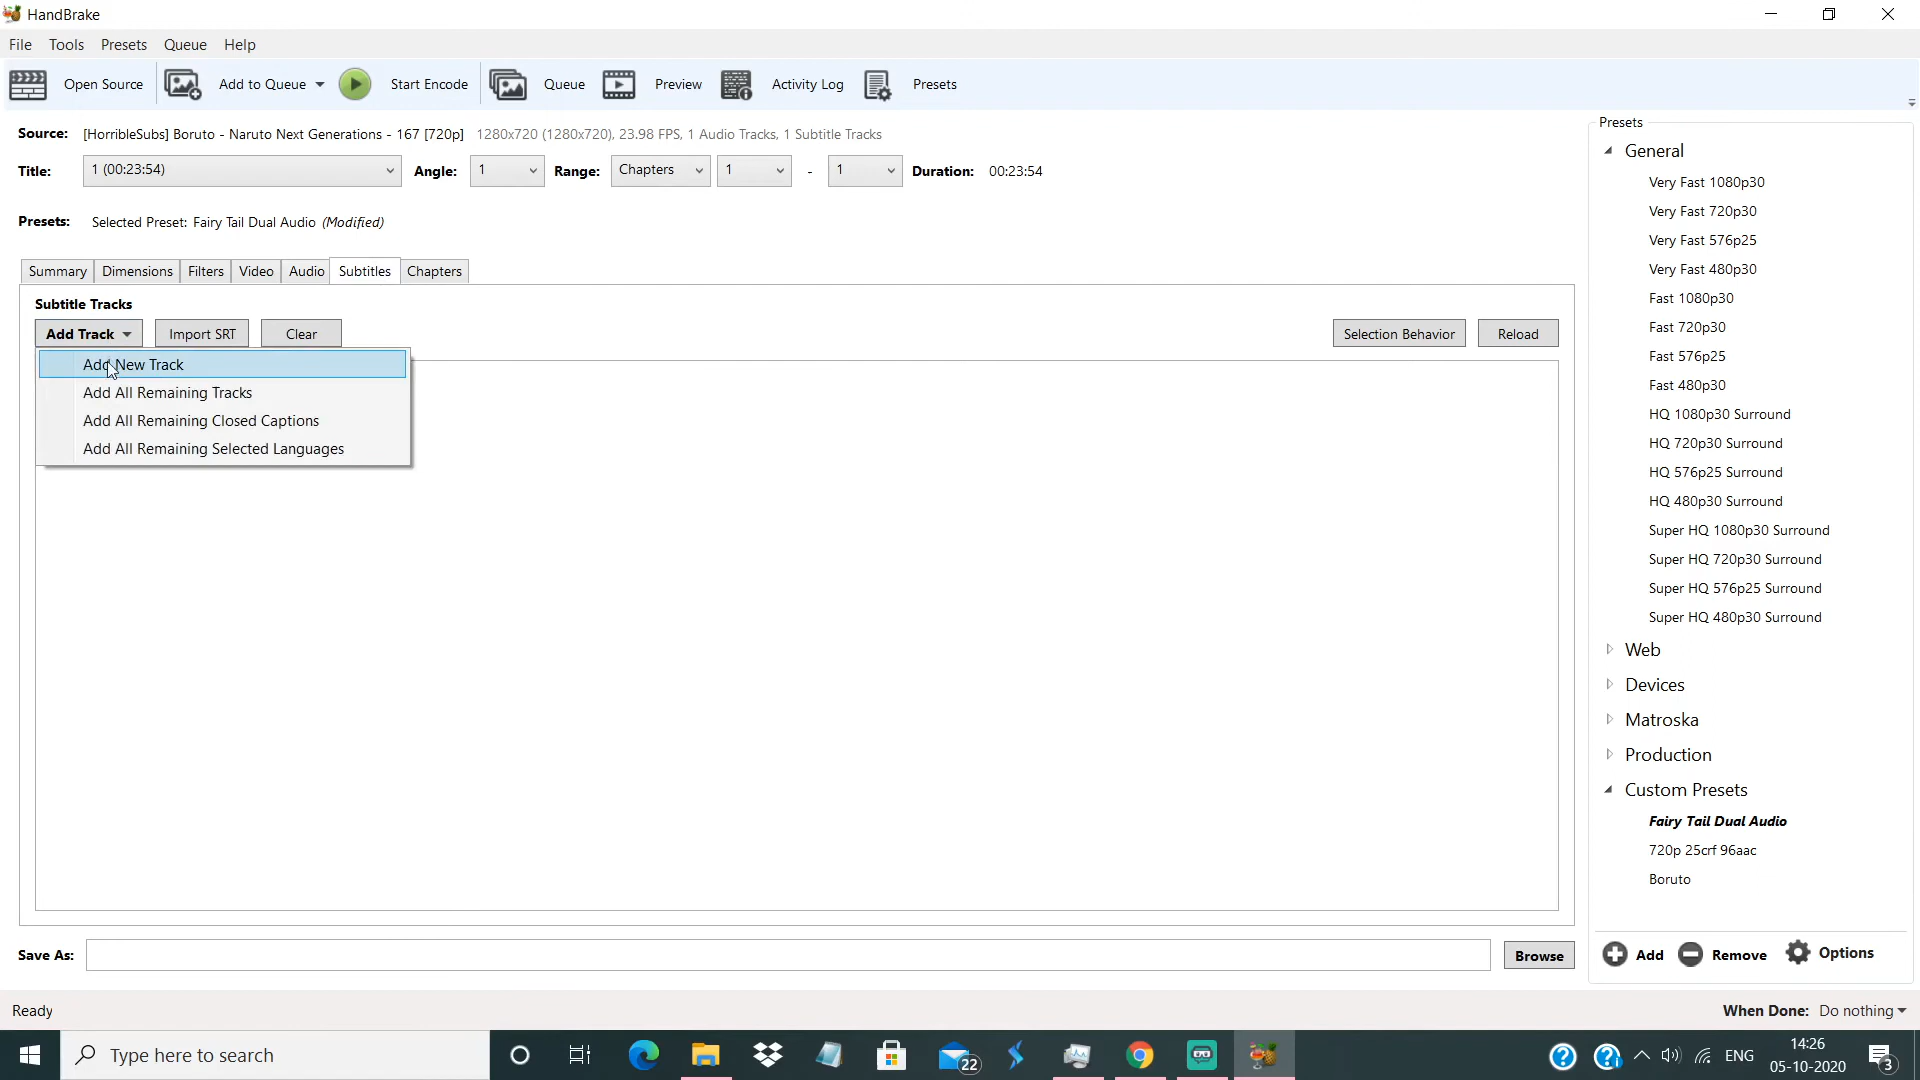 HandBrake
File Tools Presets Queue Help
Open Source Add to Queue Start Encode Queue Preview Activity Log Presets
Source: [HorribleSubs] Boruto - Naruto Next Generations - 167 [720p] 1280x720 (1280x720), 23.98 FPS, 1 Audio Tracks, 1 Subtitle Tracks
Title: 1 (00:23:54) Angle: 1 Range: Chapters 1 - 1 Duration: 00:23:54
Presets: Selected Preset: Fairy Tail Dual Audio (Modified)
Summary Dimensions Filters Video Audio Subtitles Chapters
Subtitle Tracks
Add Track Import SRT Clear Selection Behavior Reload
Add New Track
Add All Remaining Tracks
Add All Remaining Closed Captions
Add All Remaining Selected Languages
Save As: Browse
Presets
General
Very Fast 1080p30
Very Fast 720p30
Very Fast 576p25
Very Fast 480p30
Fast 1080p30
Fast 720p30
Fast 576p25
Fast 480p30
HQ 1080p30 Surround
HQ 720p30 Surround
HQ 576p25 Surround
HQ 480p30 Surround
Super HQ 1080p30 Surround
Super HQ 720p30 Surround
Super HQ 576p25 Surround
Super HQ 480p30 Surround
Web
Devices
Matroska
Production
Custom Presets
Fairy Tail Dual Audio
720p 25crf 96aac
Boruto
Add Remove Options
Ready When Done: Do nothing
Type here to search 22 ENG 14:26 3
05-10-2020